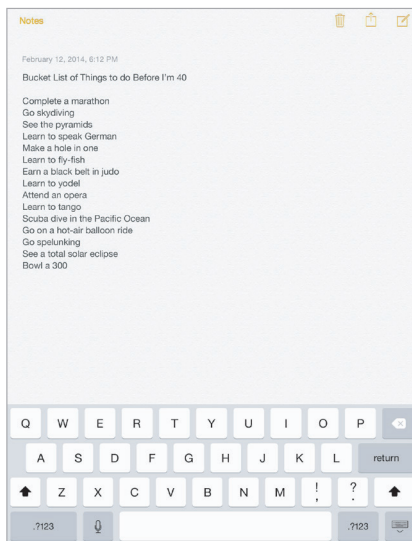 Notes
February 12, 2014, 6:12 PM
Bucket List of Things to do Before I'm 40
Complete a marathon
Go skydiving
See the pyramids
Learn to speak German
Make a hole in one
Learn to fly-fish
Earn a black belt in judo
Learn to yodel
Attend an opera
Learn to tango
Scuba dive in the Pacific Ocean
Go on a hot-air balloon ride
Go spelunking
See a total solar eclipse
Bowl a 300
Q W E R T Y U I O P
A S D F G H J K L return
Z X C V B N M ! , ? .
.?123 .?123